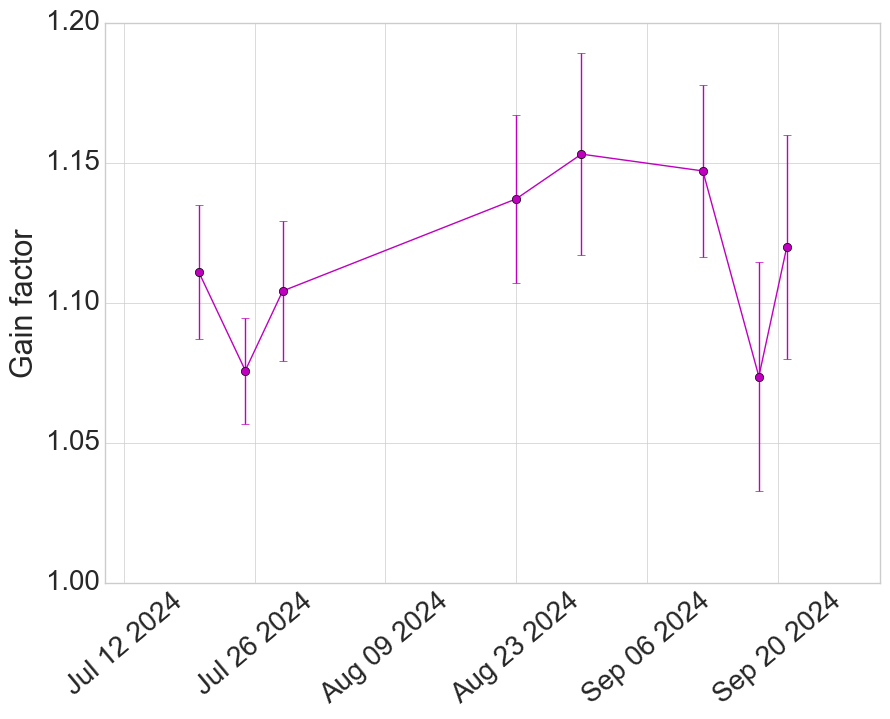 1.20
1.15
1.10
1.05
1.00
Gain factor
Jul 12 2024
Jul 26 2024
Aug 09 2024
Aug 23 2024
Sep 06 2024
Sep 20 2024